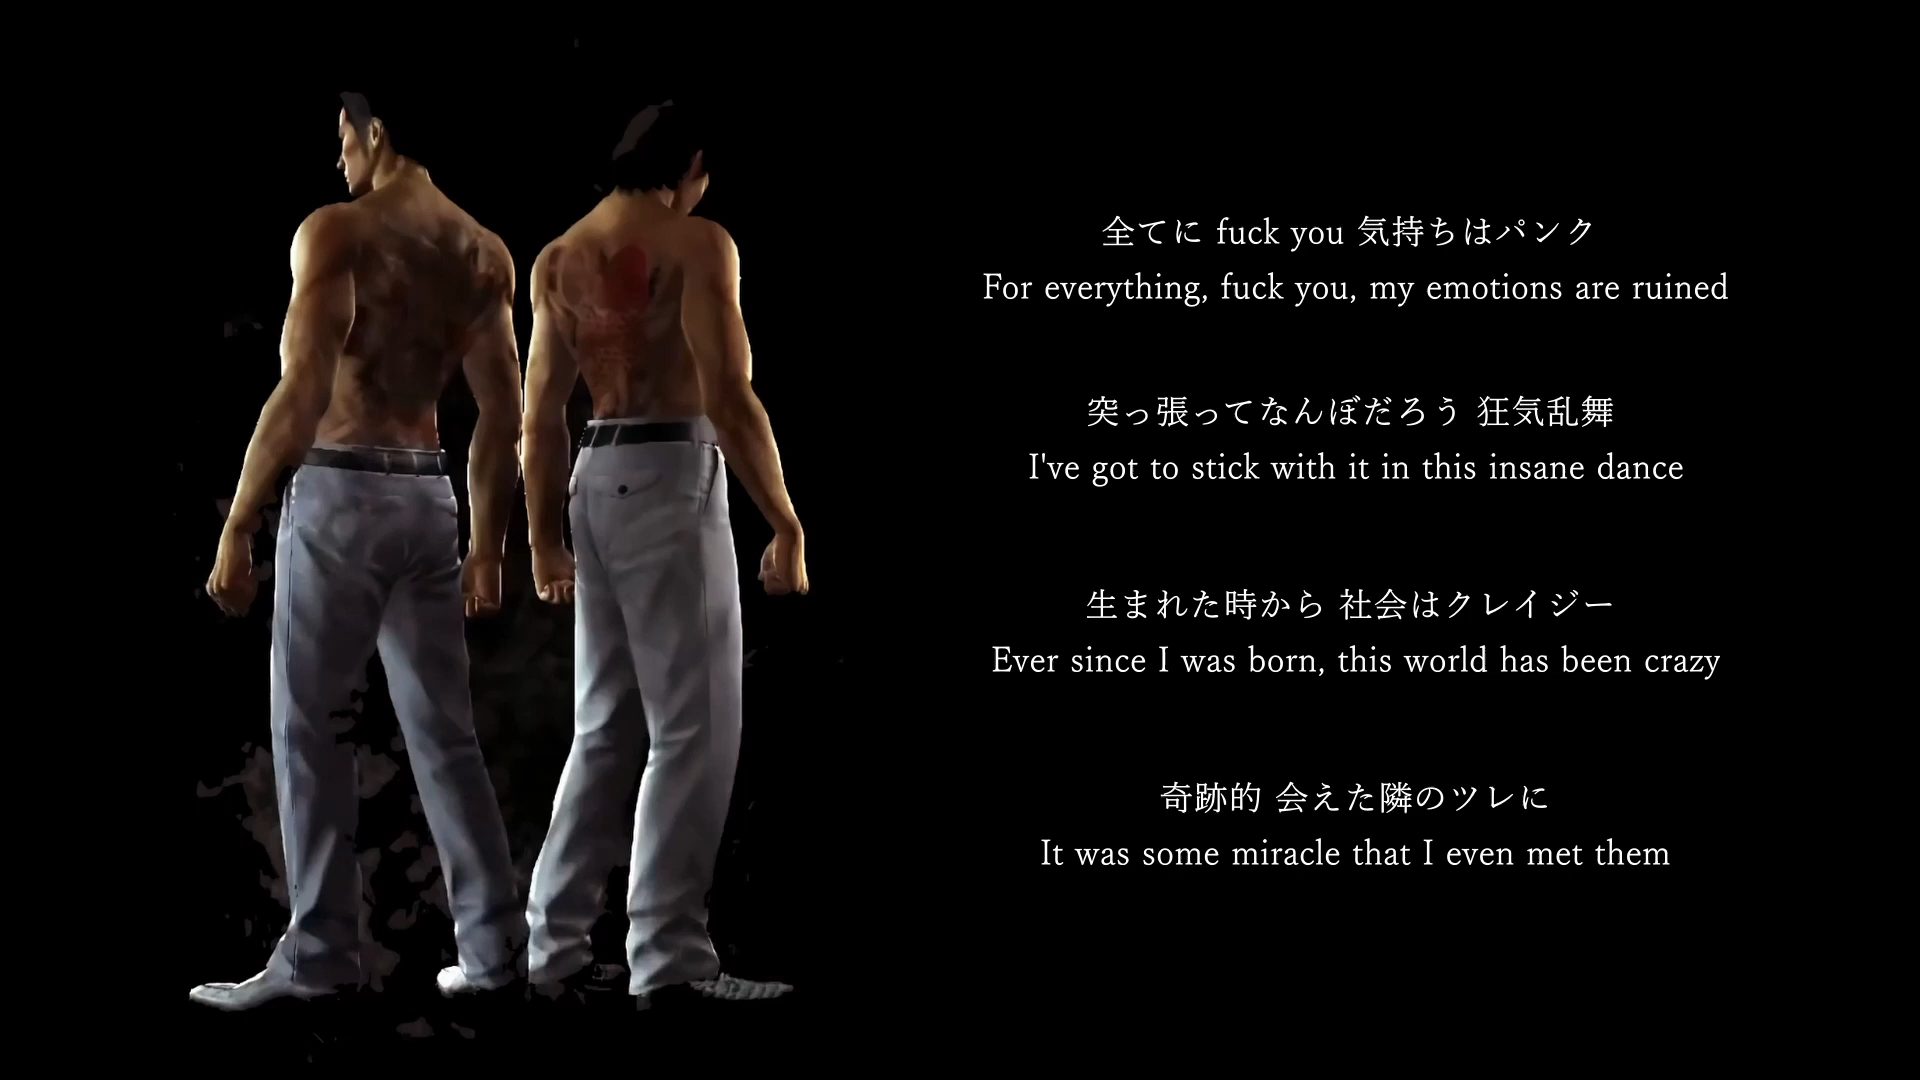 全てに fuck you 気持ちはパンク
For everything, fuck you, my emotions are ruined
突っ張ってなんぼだろう 狂気乱舞
I've got to stick with it in this insane dance
生まれた時から 社会はクレイジー
Ever since I was born, this world has been crazy
奇跡的 会えた隣のツレに
It was some miracle that I even met them